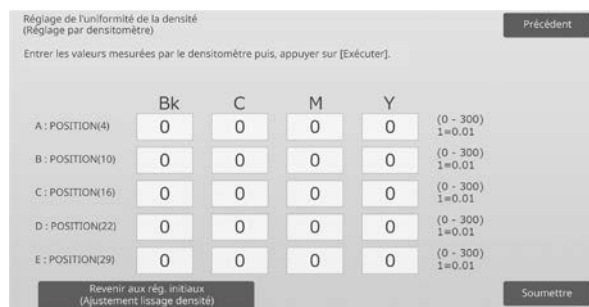 Réglage de l'uniformité de la densité
(Réglage par densitomètre)
Précédent
Entrer les valeurs mesurées par le densitomètre puis, appuyer sur [Exécuter].
Bk C M Y
A : POSITION(4) 0 0 0 0 (0 - 300)
1=0.01
B : POSITION(10) 0 0 0 0 (0 - 300)
1=0.01
C : POSITION(16) 0 0 0 0 (0 - 300)
1=0.01
D : POSITION(22) 0 0 0 0 (0 - 300)
1=0.01
E : POSITION(29) 0 0 0 0 (0 - 300)
1=0.01
Revenir aux rég. initiaux
(Ajustement lissage densité)
Soumettre